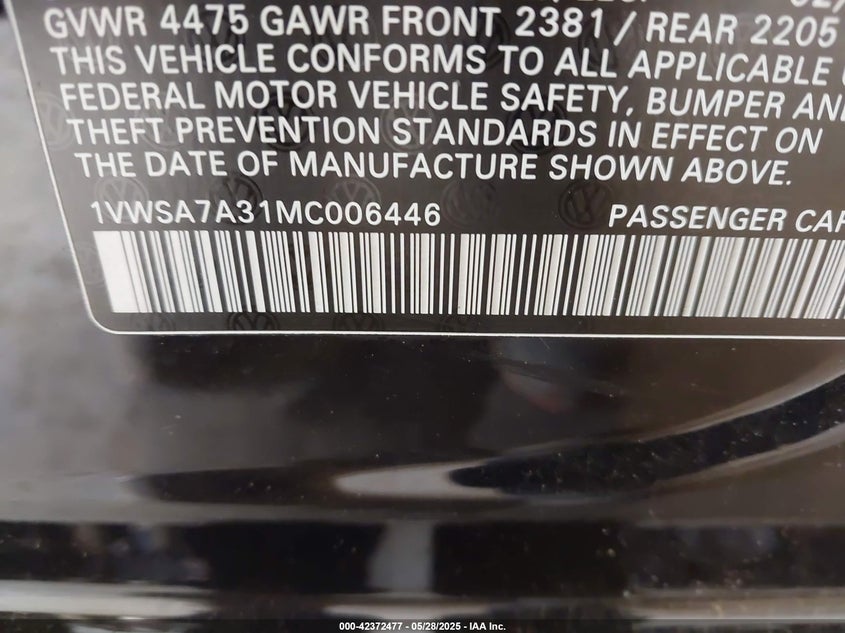 GVWR 4475 GAWR FRONT 2381 / REAR 2205
THIS VEHICLE CONFORMS TO ALL APPLICABLE
FEDERAL MOTOR VEHICLE SAFETY, BUMPER AND
THEFT PREVENTION STANDARDS IN EFFECT ON
THE DATE OF MANUFACTURE SHOWN ABOVE.
1VWSA7A31MC006446 PASSENGER CAR
000-42372477 — 05/28/2025 — IAA Inc.